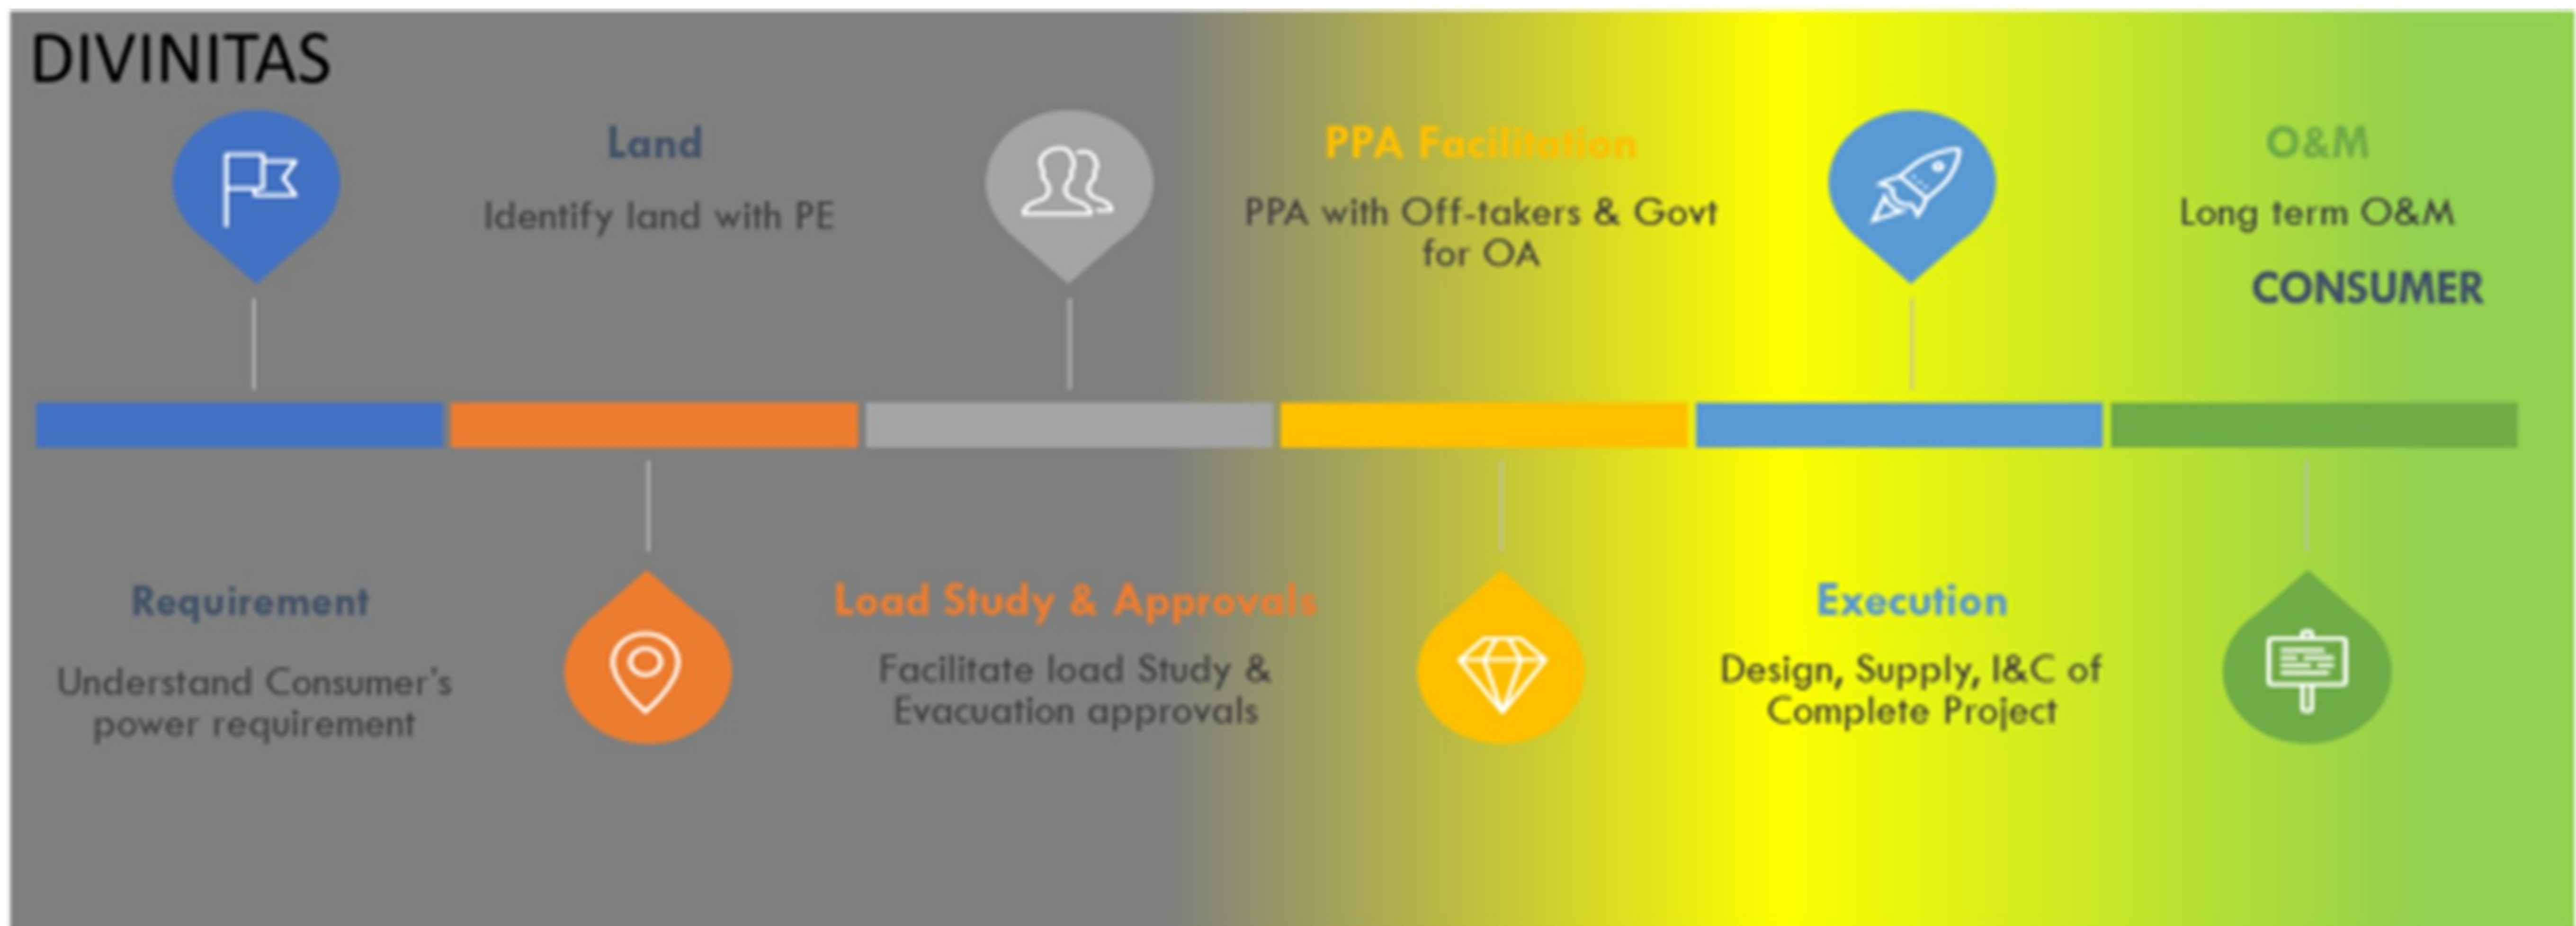 DIVINITAS
Requirement
Understand Consumer's
power requirement
Land
Identify land with PE
Load Study & Approvals
Facilitate load Study &
Evacuation approvals
PPA Facilitation
PPA with Off-takers & Govt
for OA
Execution
Design, Supply, I&C of
Complete Project
O&M
Long term O&M
CONSUMER